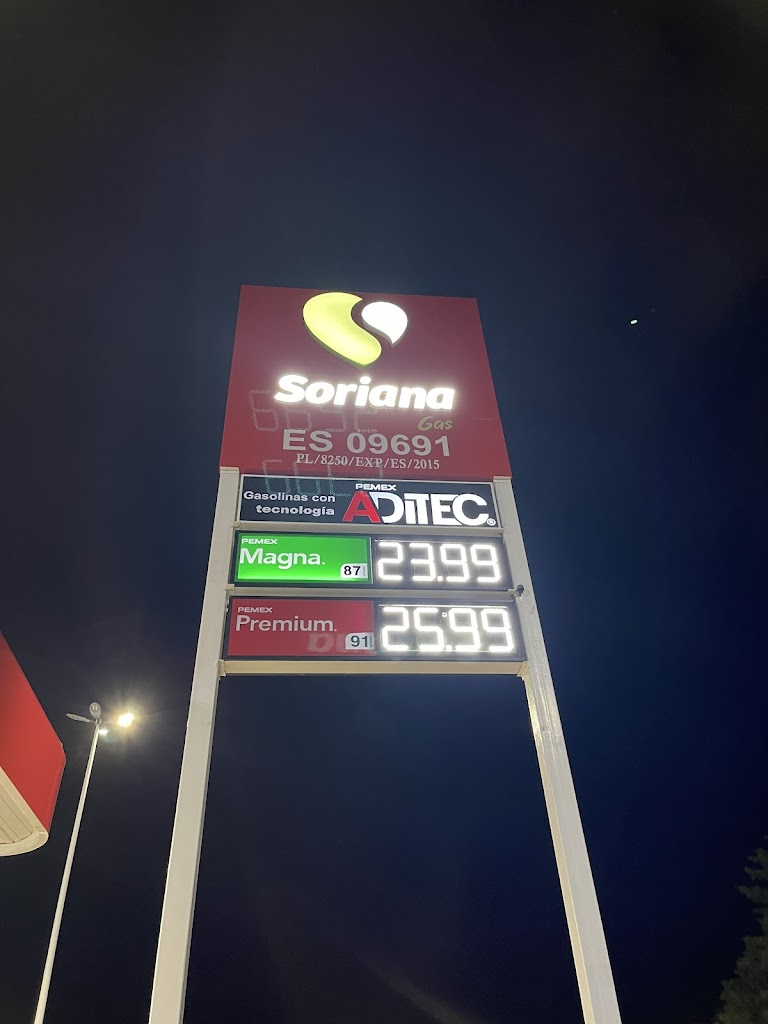 Soriana
Gas
ES 09691
PL/8250/EXP/ES/2015
Gasolinas con
tecnología
PEMEX
ADiTEC®
PEMEX
Magna
87
23.99
PEMEX
Premium
91
25.99